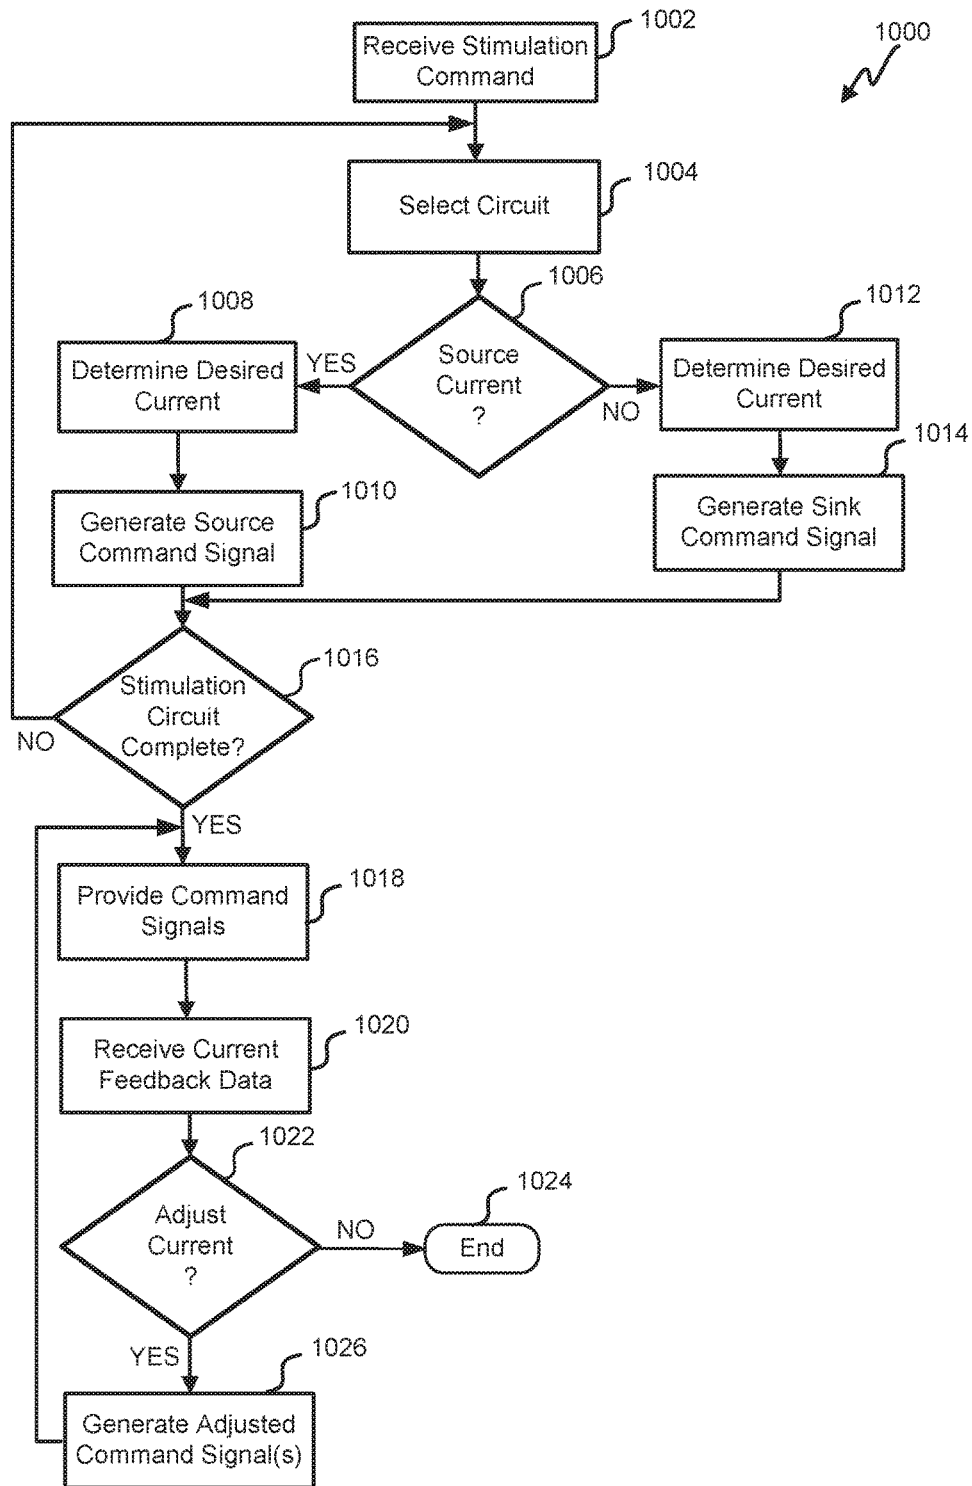 1002
Receive Stimulation
Command
1000
1004
Select Circuit
1006
1008
1012
Source
Current
?
YES
NO
Determine Desired
Current
Determine Desired
Current
1010
1014
Generate Source
Command Signal
Generate Sink
Command Signal
1016
Stimulation
Circuit
Complete?
NO
YES
1018
Provide Command
Signals
1020
Receive Current
Feedback Data
1022
Adjust
Current
?
NO
1024
End
YES
1026
Generate Adjusted
Command Signal(s)